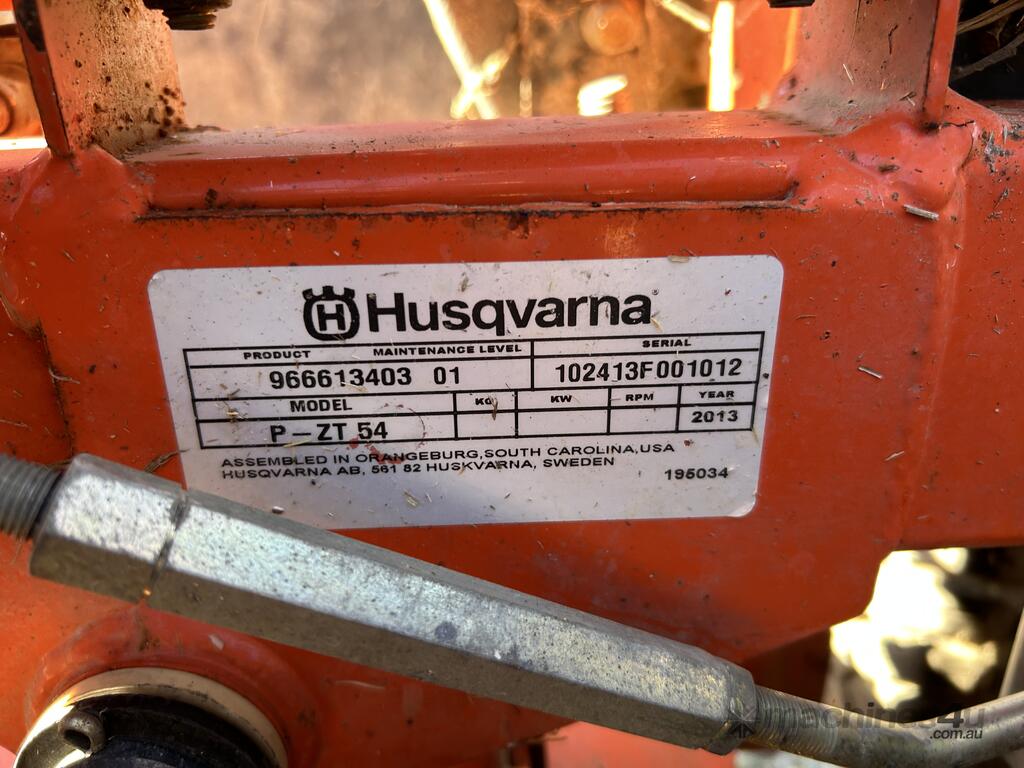 H Husqvarna
PRODUCT MAINTENANCE LEVEL SERIAL
966613403 01 102413F001012
MODEL KG KW RPM YEAR
P-ZT 54 2013
ASSEMBLED IN ORANGEBURG,SOUTH CAROLINA,USA
HUSQVARNA AB, 561 82 HUSKVARNA, SWEDEN 195034
machines4u
.com.au